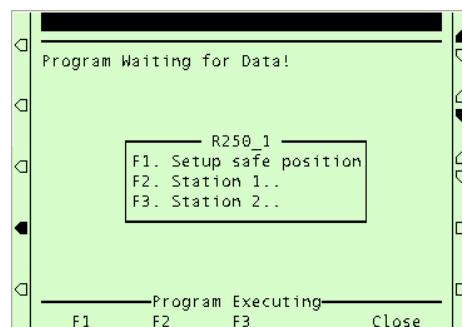 Program Waiting for Data!
R250_1
F1. Setup safe position
F2. Station 1..
F3. Station 2..
Program Executing
F1 F2 F3 Close